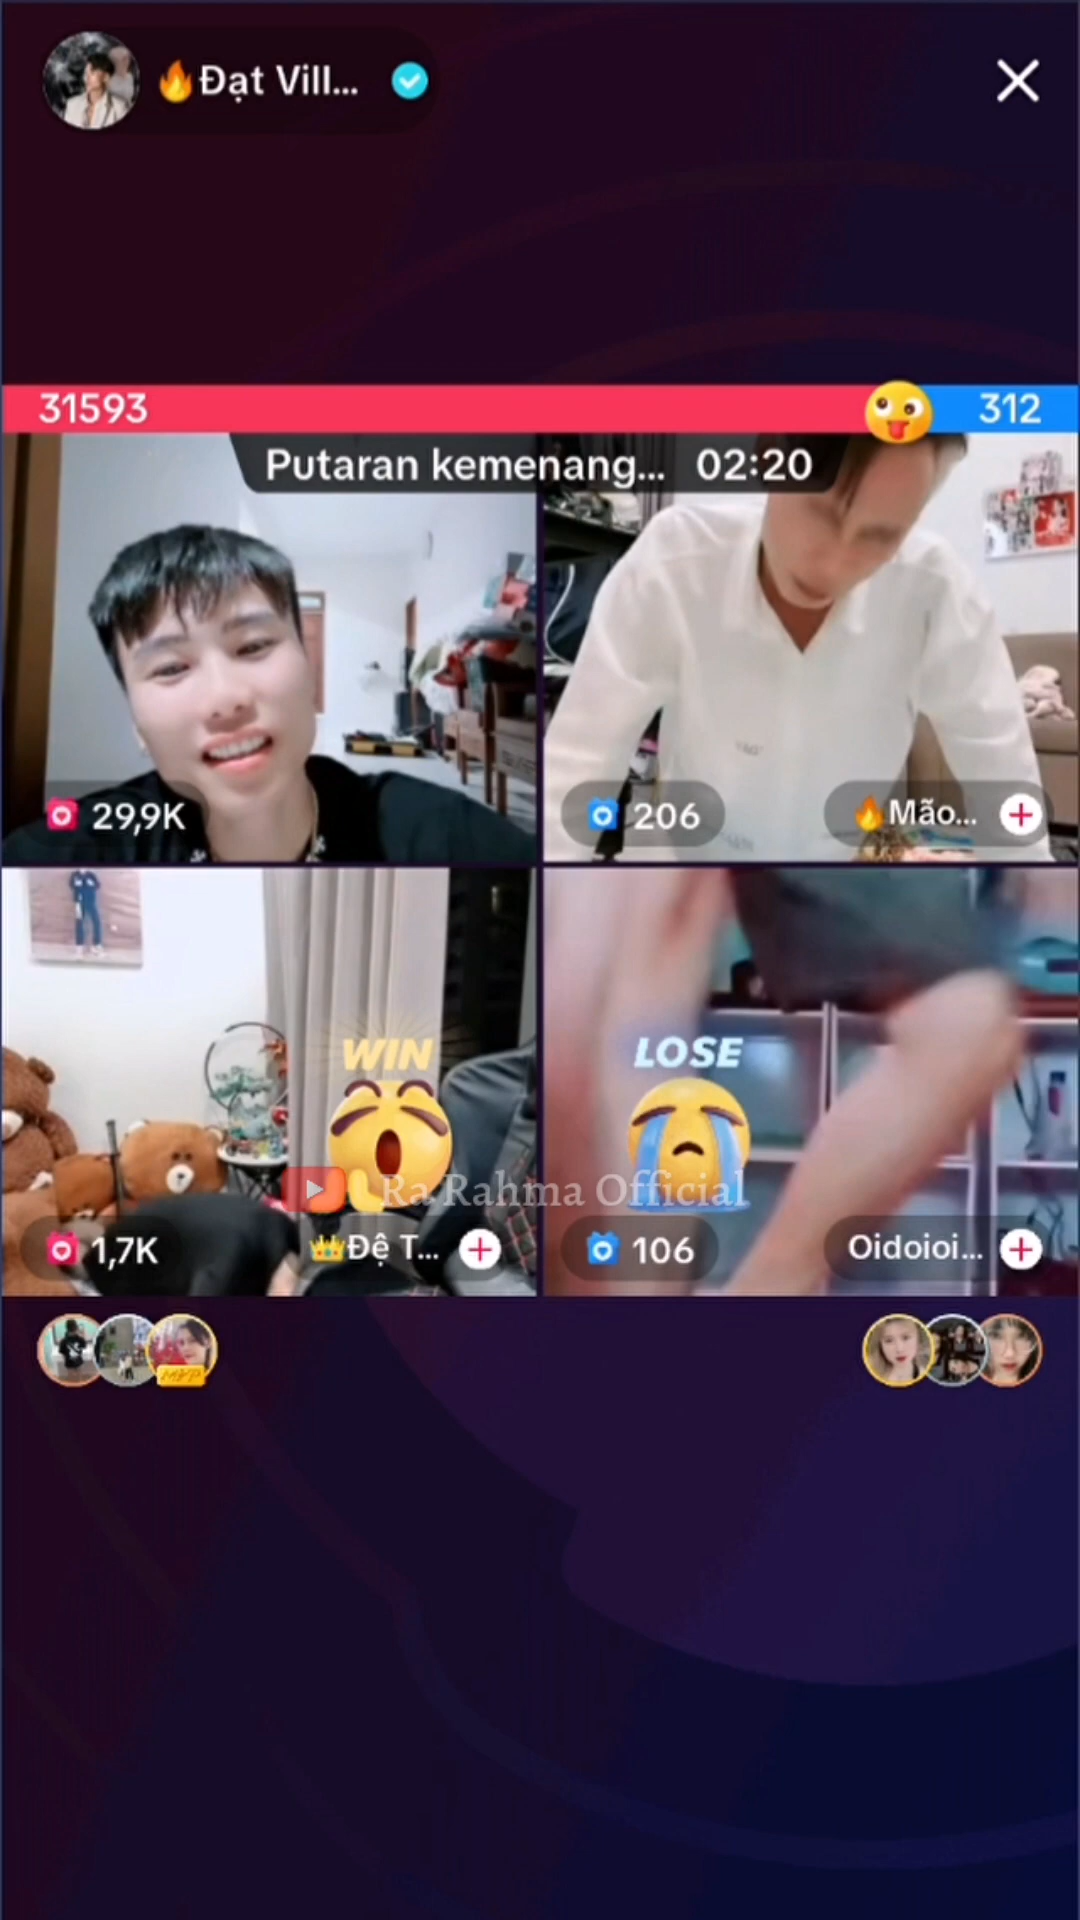 🔥Đạt Vill...
31593
312
Putaran kemenang... 02:20
29,9K
206
🔥Mão...
WIN
LOSE
Ra Rahma Official
1,7K
👑Đệ T...
106
Oidoioi...